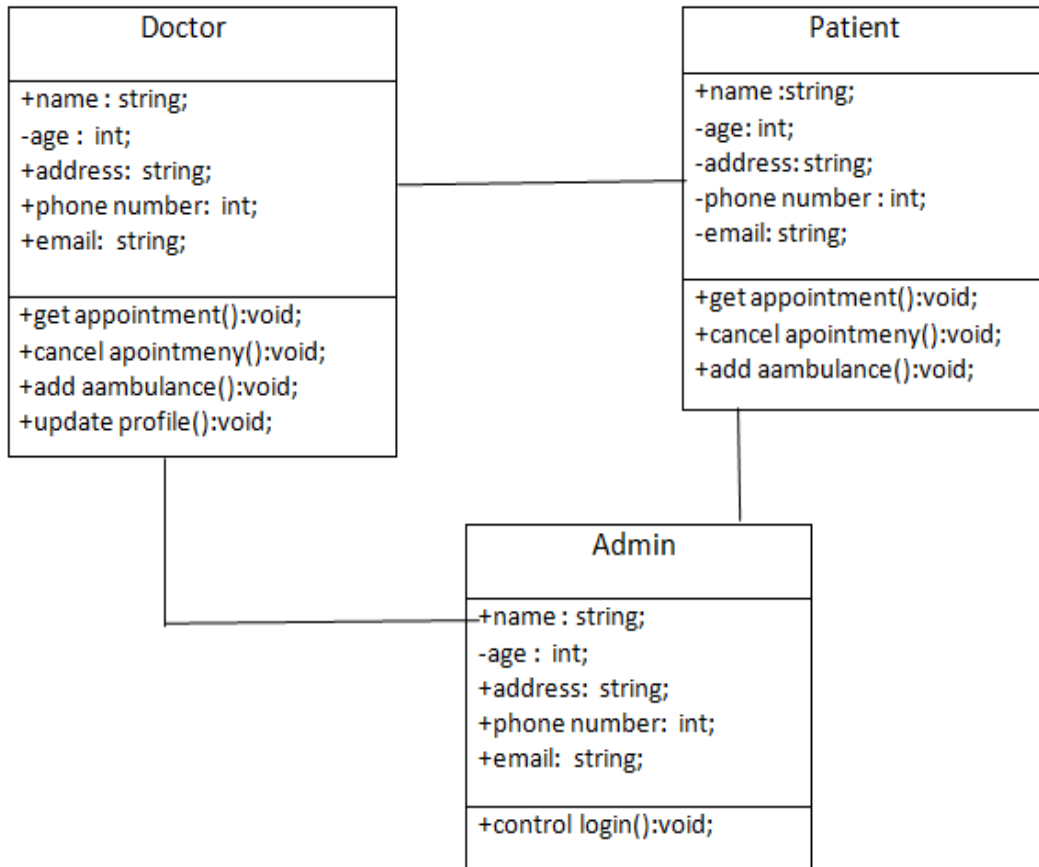 Doctor
+name : string;
-age :  int;
+address:  string;
+phone number:  int;
+email:  string;
+get appointment():void;
+cancel apointmeny():void;
+add aambulance():void;
+update profile():void;
Patient
+name :string;
-age: int;
-address: string;
-phone number : int;
-email: string;
+get appointment():void;
+cancel apointmeny():void;
+add aambulance():void;
Admin
+name : string;
-age :  int;
+address:  string;
+phone number:  int;
+email:  string;
+control login():void;